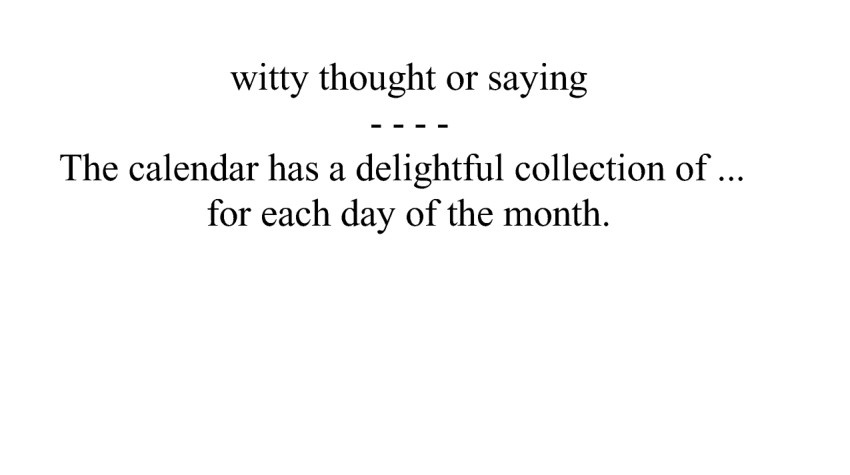 witty thought or saying
- - - -
The calendar has a delightful collection of ...
for each day of the month.